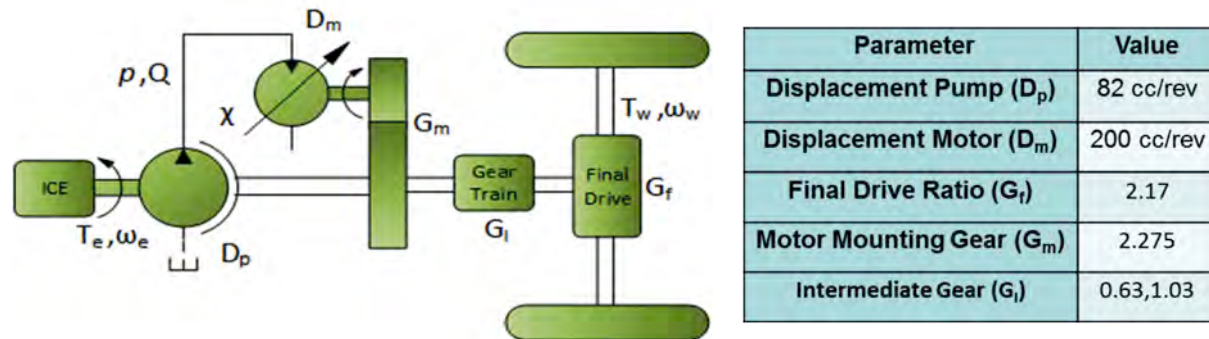 D_m
p,Q
χ
G_m
T_w,ω_w
ICE
Gear
Train
Final
Drive
G_f
T_e,ω_e
D_p
G_I
Parameter Value
Displacement Pump (D_p) 82 cc/rev
Displacement Motor (D_m) 200 cc/rev
Final Drive Ratio (G_f) 2.17
Motor Mounting Gear (G_m) 2.275
Intermediate Gear (G_I) 0.63,1.03